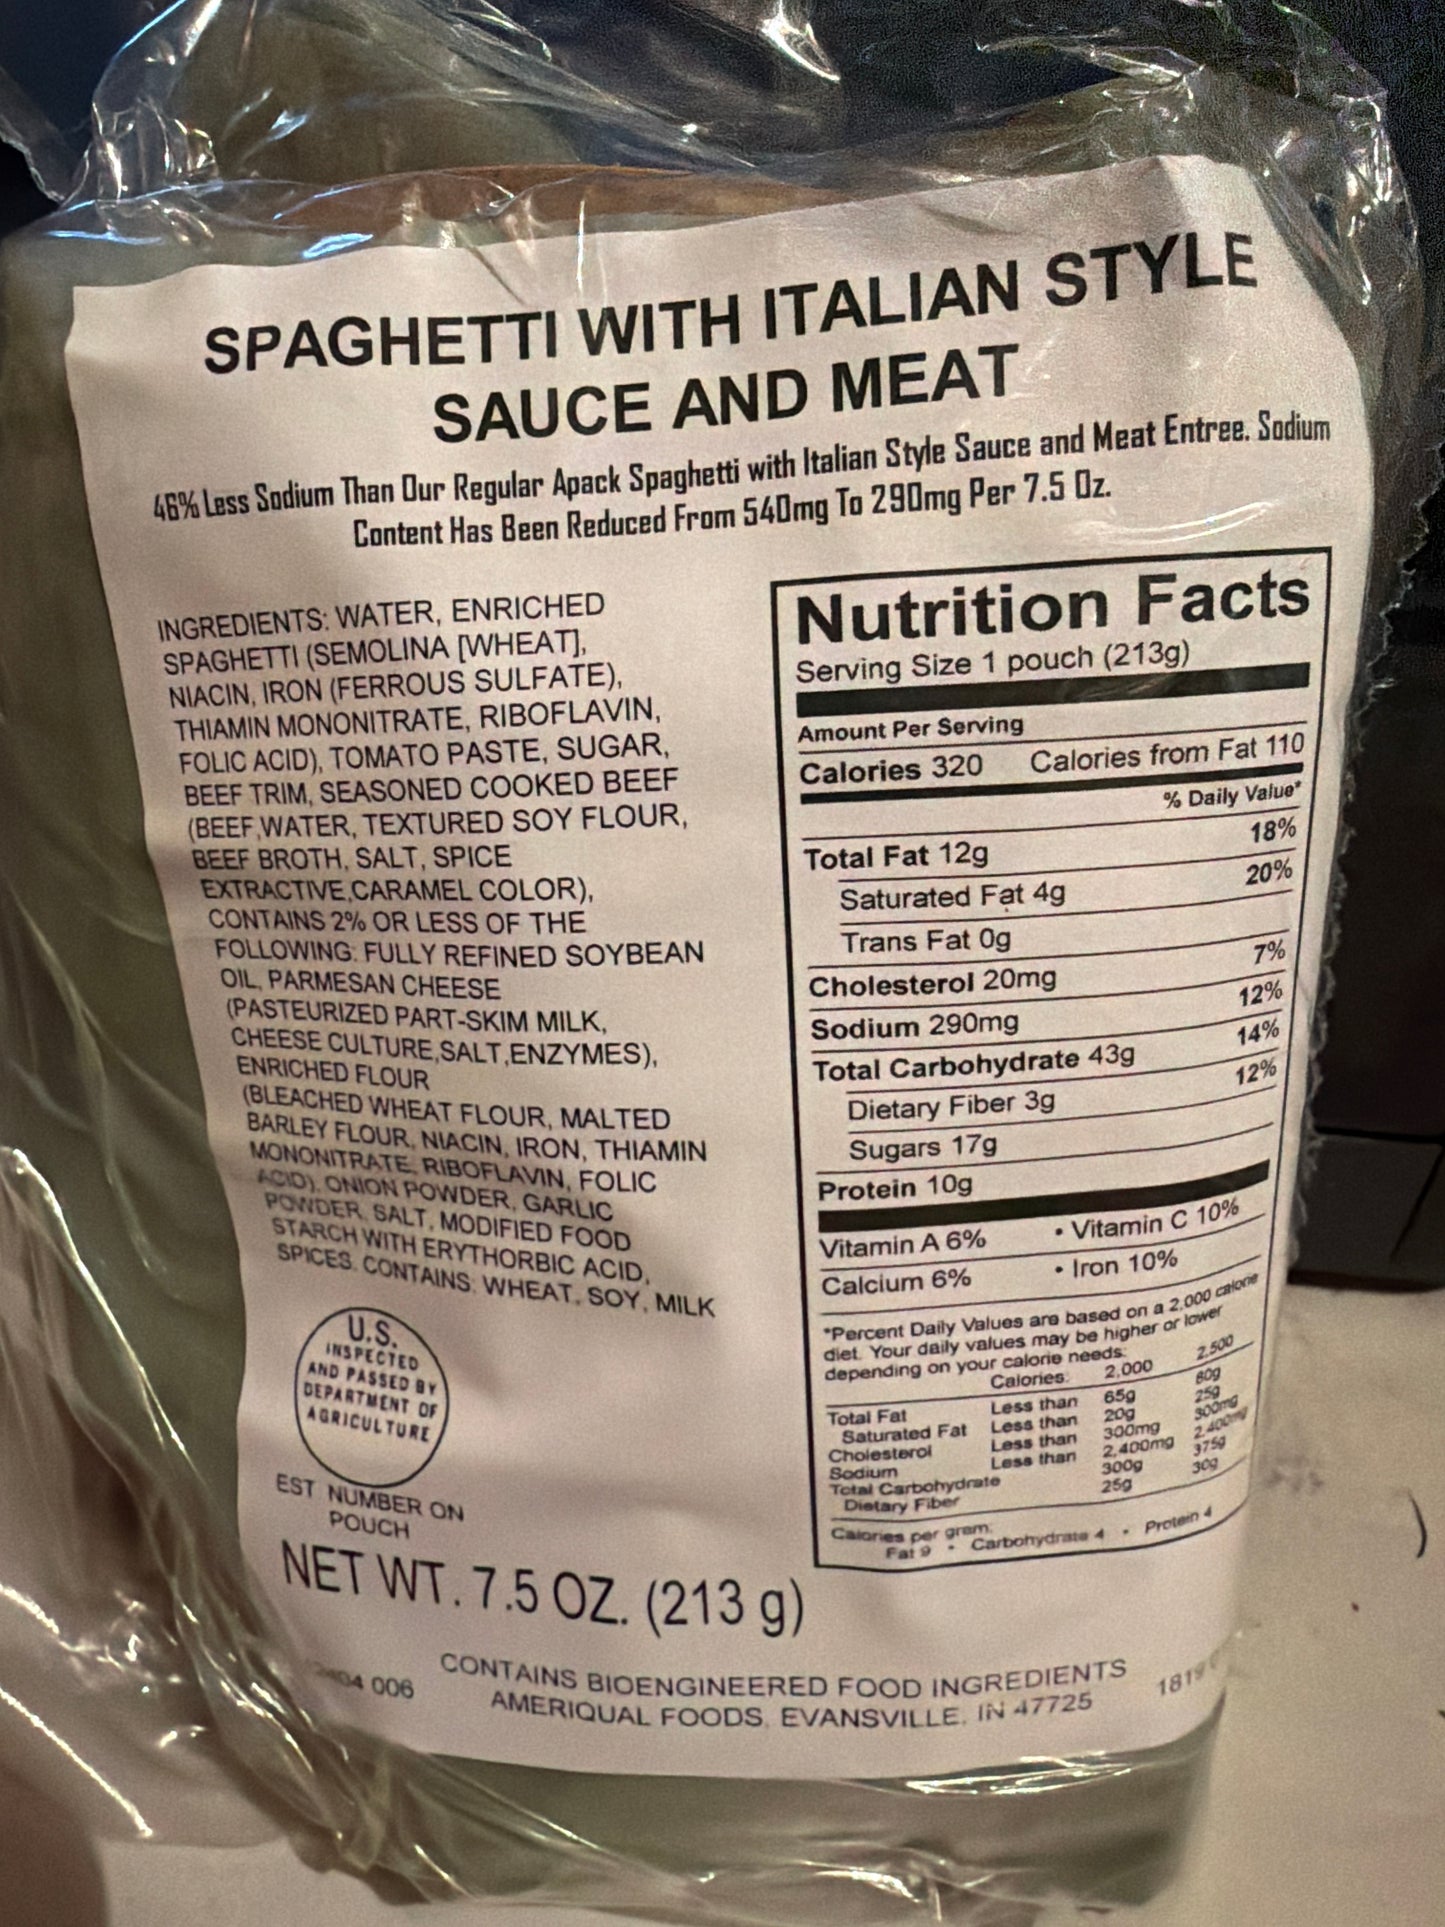 SPAGHETTI WITH ITALIAN STYLE
SAUCE AND MEAT
46% Less Sodium Than Our Regular Apack Spaghetti with Italian Style Sauce and Meat Entree. Sodium
Content Has Been Reduced From 540mg To 290mg Per 7.5 Oz.
INGREDIENTS: WATER, ENRICHED
SPAGHETTI (SEMOLINA [WHEAT],
NIACIN, IRON (FERROUS SULFATE),
THIAMIN MONONITRATE, RIBOFLAVIN,
FOLIC ACID), TOMATO PASTE, SUGAR,
BEEF TRIM, SEASONED COOKED BEEF
(BEEF,WATER, TEXTURED SOY FLOUR,
BEEF BROTH, SALT, SPICE
EXTRACTIVE,CARAMEL COLOR),
CONTAINS 2% OR LESS OF THE
FOLLOWING: FULLY REFINED SOYBEAN
OIL, PARMESAN CHEESE
(PASTEURIZED PART-SKIM MILK,
CHEESE CULTURE,SALT,ENZYMES),
ENRICHED FLOUR
(BLEACHED WHEAT FLOUR, MALTED
BARLEY FLOUR, NIACIN, IRON, THIAMIN
MONONITRATE, RIBOFLAVIN, FOLIC
ACID), ONION POWDER, GARLIC
POWDER, SALT, MODIFIED FOOD
STARCH WITH ERYTHORBIC ACID,
SPICES. CONTAINS: WHEAT, SOY, MILK
U.S.
INSPECTED
AND PASSED BY
DEPARTMENT OF
AGRICULTURE
EST NUMBER ON
POUCH
NET WT. 7.5 OZ. (213 g)
Nutrition Facts
Serving Size 1 pouch (213g)
Amount Per Serving
Calories 320 Calories from Fat 110
% Daily Value*
Total Fat 12g 18%
Saturated Fat 4g 20%
Trans Fat 0g
Cholesterol 20mg 7%
Sodium 290mg 12%
Total Carbohydrate 43g 14%
Dietary Fiber 3g 12%
Sugars 17g
Protein 10g
Vitamin A 6% • Vitamin C 10%
Calcium 6% • Iron 10%
*Percent Daily Values are based on a 2,000 calorie
diet. Your daily values may be higher or lower
depending on your calorie needs:
Calories: 2,000 2,500
Total Fat Less than 65g 80g
Saturated Fat Less than 20g 25g
Cholesterol Less than 300mg 300mg
Sodium Less than 2,400mg 2,400mg
Total Carbohydrate 300g 375g
Dietary Fiber 25g 30g
Calories per gram:
Fat 9 • Carbohydrate 4 • Protein 4
006 CONTAINS BIOENGINEERED FOOD INGREDIENTS 1819
AMERIQUAL FOODS, EVANSVILLE, IN 47725